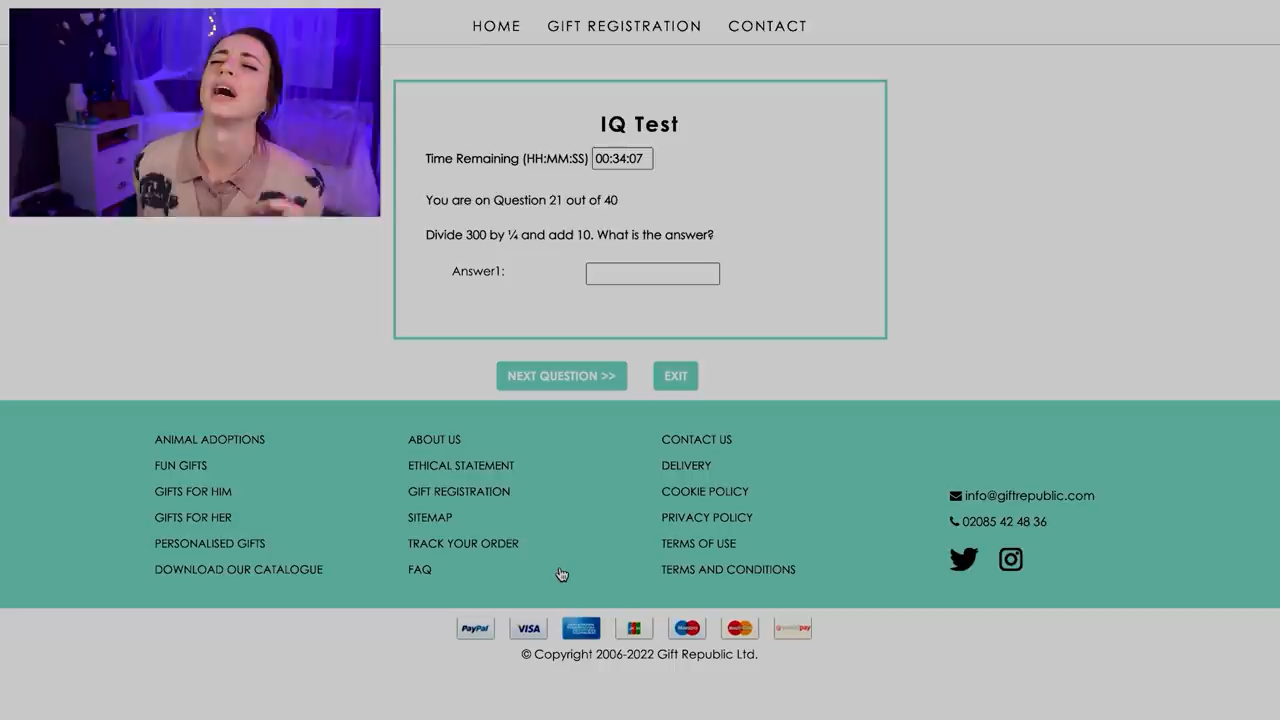 HOME GIFT REGISTRATION CONTACT
IQ Test
Time Remaining (HH:MM:SS) 00:34:07
You are on Question 21 out of 40
Divide 300 by ¼ and add 10. What is the answer?
Answer1:
NEXT QUESTION >> EXIT
ANIMAL ADOPTIONS ABOUT US CONTACT US
FUN GIFTS ETHICAL STATEMENT DELIVERY
GIFTS FOR HIM GIFT REGISTRATION COOKIE POLICY
info@giftrepublic.com
GIFTS FOR HER SITEMAP PRIVACY POLICY
02085 42 48 36
PERSONALISED GIFTS TRACK YOUR ORDER TERMS OF USE
DOWNLOAD OUR CATALOGUE FAQ TERMS AND CONDITIONS
PayPal VISA
© Copyright 2006-2022 Gift Republic Ltd.